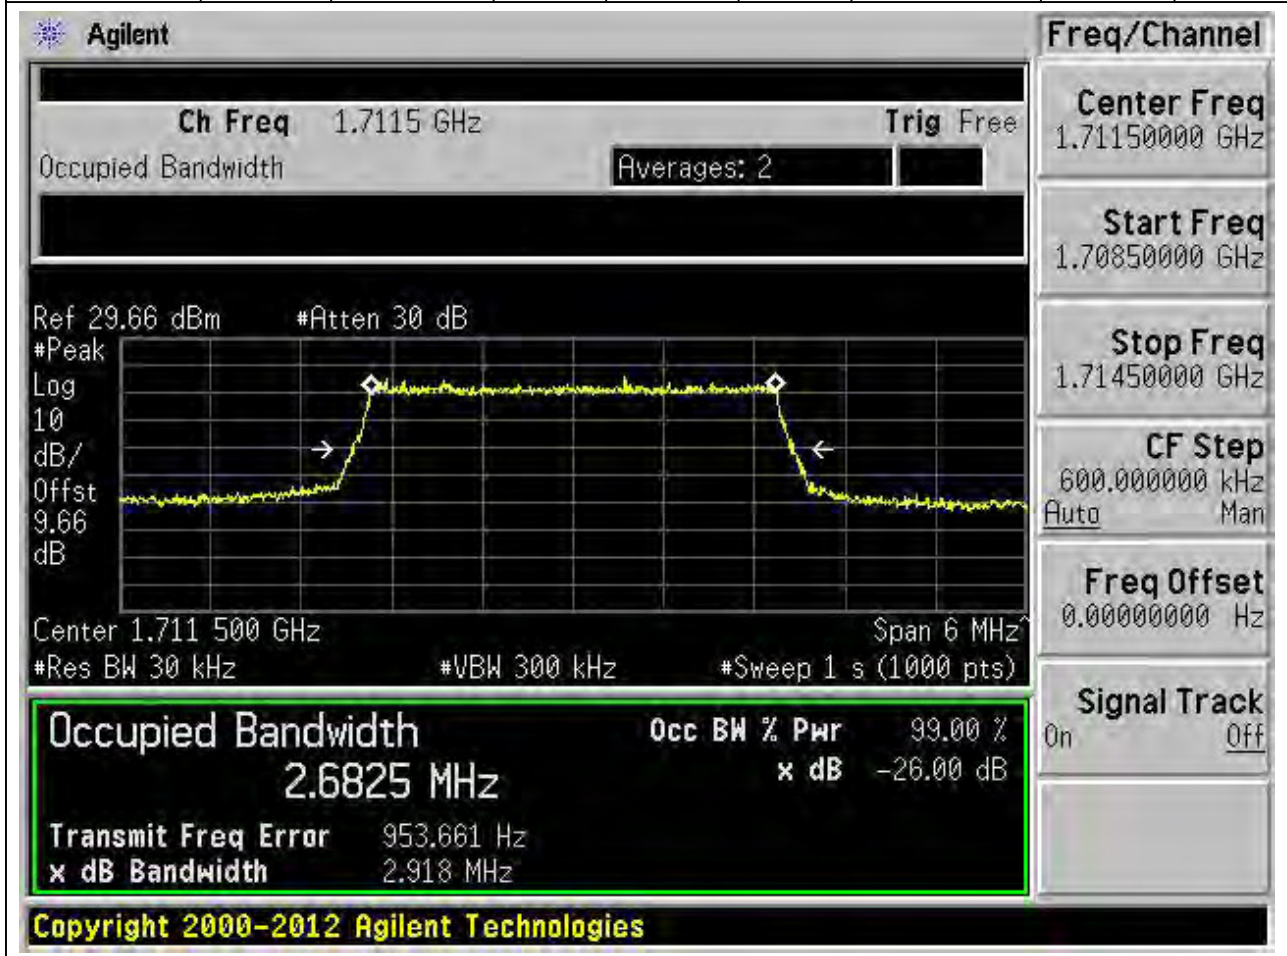 Agilent
Freq/Channel
Ch Freq 1.7115 GHz Trig Free
Occupied Bandwidth Averages: 2
Center Freq
1.71150000 GHz
Start Freq
1.70850000 GHz
Stop Freq
1.71450000 GHz
CF Step
600.000000 kHz
Auto Man
Freq Offset
0.00000000 Hz
Signal Track
On Off
Ref 29.66 dBm #Atten 30 dB
#Peak
Log
10
dB/
Offst
9.66
dB
Center 1.711 500 GHz Span 6 MHz^
#Res BW 30 kHz #VBW 300 kHz #Sweep 1 s (1000 pts)
Occupied Bandwidth
2.6825 MHz
Occ BW % Pwr 99.00 %
x dB -26.00 dB
Transmit Freq Error 953.661 Hz
x dB Bandwidth 2.918 MHz
Copyright 2000-2012 Agilent Technologies